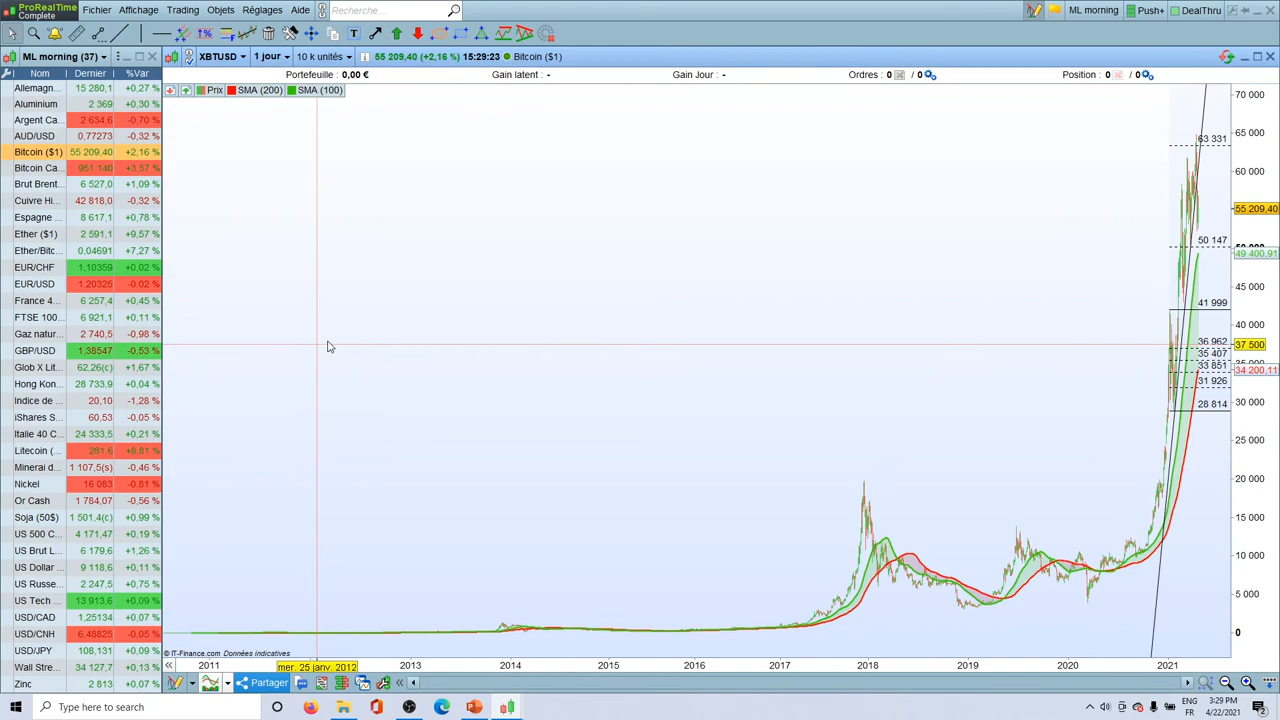 ProRealTime Fichier Affichage Trading Objets Réglages Aide Recherche... ML morning Push+ DealThru
Complete
ML morning (37) XBTUSD 1 jour 10 k unités 55 209,40 (+2,16 %) 15:29:23 Bitcoin ($1)
Nom Dernier %Var
Portefeuille : 0,00 € Gain latent : - Gain Jour : - Ordres : 0 / 0 Position : 0 / 0
Prix SMA (200) SMA (100)
Allemagn... 15 280,1 +0,27 %
Aluminium 2 369 +0,30 %
Argent Ca... 2 634,6 -0,70 %
AUD/USD 0,77273 -0,32 %
Bitcoin ($1) 55 209,40 +2,16 %
Bitcoin Ca... 951 140 +3,57 %
Brut Brent... 6 527,0 +1,09 %
Cuivre Hi... 42 818,0 -0,32 %
Espagne ... 8 617,1 +0,78 %
Ether ($1) 2 591,1 +9,57 %
Ether/Bitc... 0,04691 +7,27 %
EUR/CHF 1,10359 +0,02 %
EUR/USD 1,20325 -0,02 %
France 4... 6 257,4 +0,45 %
FTSE 100... 6 921,1 +0,11 %
Gaz natur... 2 740,5 -0,98 %
GBP/USD 1,38547 -0,53 %
Glob X Lit... 62,26(c) +1,67 %
Hong Kon... 28 733,9 +0,04 %
Indice de ... 20,10 -1,28 %
iShares S... 60,53 -0,05 %
Italie 40 C... 24 333,5 +0,21 %
Litecoin (... 281,6 +8,81 %
Minerai d... 1 107,5(s) -0,46 %
Nickel 16 083 -0,81 %
Or Cash 1 784,07 -0,56 %
Soja (50$) 1 501,4(c) +0,99 %
US 500 C... 4 171,47 +0,19 %
US Brut L... 6 179,6 +1,26 %
US Dollar ... 9 118,6 +0,11 %
US Russe... 2 247,5 +0,75 %
US Tech ... 13 913,6 +0,09 %
USD/CAD 1,25134 +0,07 %
USD/CNH 6,48825 -0,05 %
USD/JPY 108,131 +0,09 %
Wall Stre... 34 127,7 +0,13 %
Zinc 2 813 +0,07 %
70 000
65 000
63 331
60 000
55 209,40
50 147
49 400,91
45 000
41 999
40 000
37 500
36 962
35 407
33 851
34 200,11
31 926
30 000
28 814
25 000
20 000
15 000
10 000
5 000
0
© IT-Finance.com Données indicatives
2011 mer. 25 janv. 2012 2013 2014 2015 2016 2017 2018 2019 2020 2021
Partager
Type here to search
ENG 3:29 PM
FR 4/22/2021
2